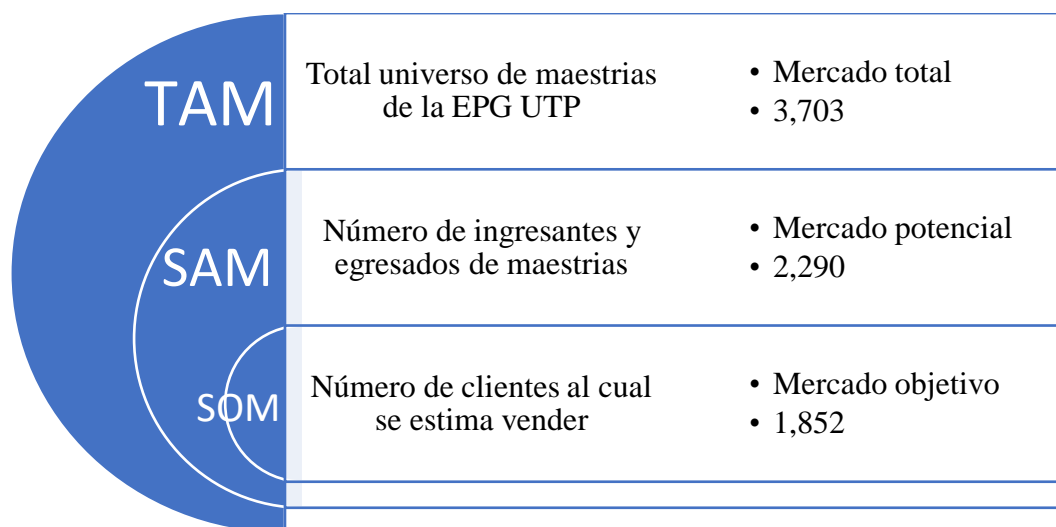 TAM
Total universo de maestrias
de la EPG UTP
• Mercado total
• 3,703
SAM
Número de ingresantes y
egresados de maestrias
• Mercado potencial
• 2,290
SOM
Número de clientes al cual
se estima vender
• Mercado objetivo
• 1,852